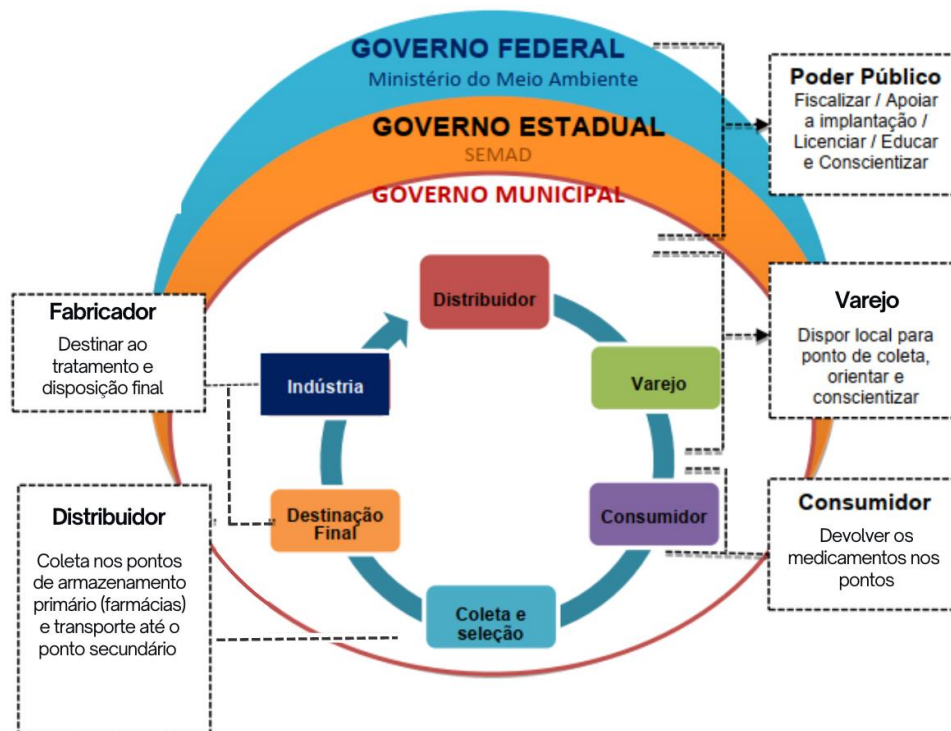 GOVERNO FEDERAL
Ministério do Meio Ambiente
GOVERNO ESTADUAL
SEMAD
GOVERNO MUNICIPAL
Poder Público
Fiscalizar / Apoiar
a implantação /
Licenciar / Educar
e Conscientizar
Distribuidor
Fabricador
Destinar ao
tratamento e
disposição final
Indústria
Varejo
Varejo
Dispor local para
ponto de coleta,
orientar e
conscientizar
Distribuidor
Coleta nos pontos
de armazenamento
primário (farmácias)
e transporte até o
ponto secundário
Destinação
Final
Consumidor
Consumidor
Devolver os
medicamentos nos
pontos
Coleta e
seleção